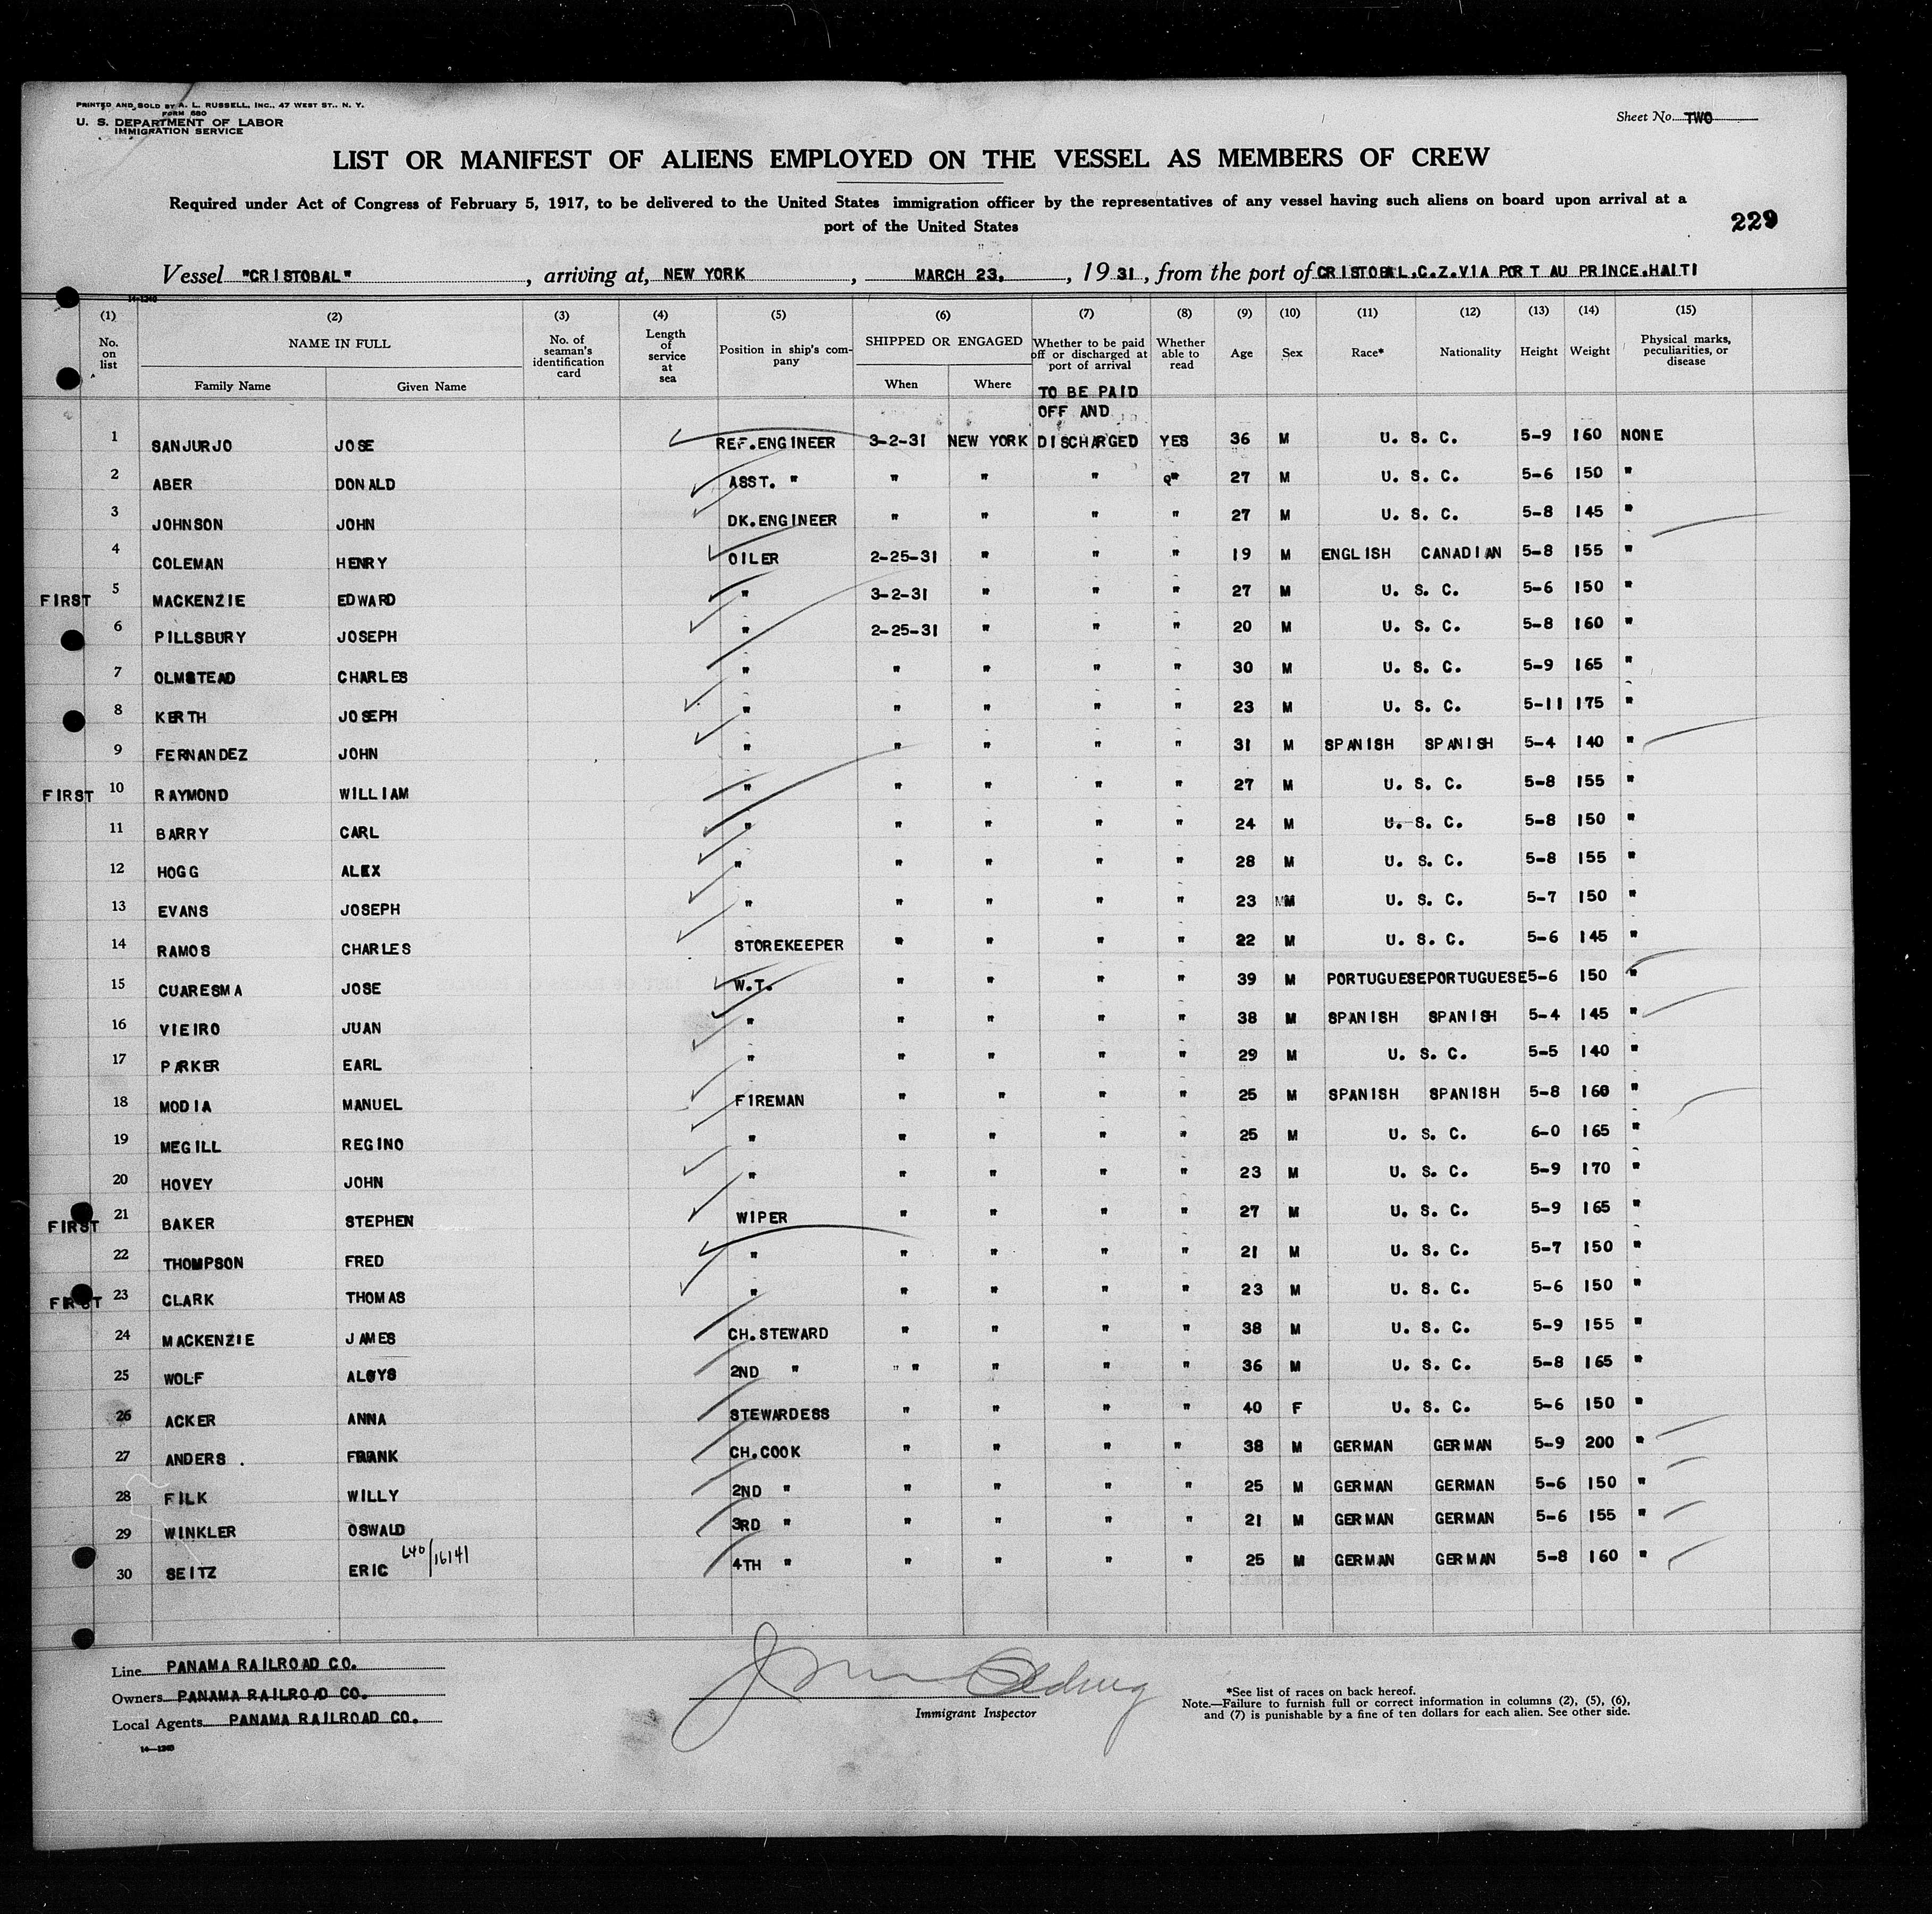 PRINTED AND SOLD BY A. L. RUSSELL, INC., 47 WEST ST., N. Y.
FORM 680
U. S. DEPARTMENT OF LABOR
IMMIGRATION SERVICE
Sheet No. TWO
LIST OR MANIFEST OF ALIENS EMPLOYED ON THE VESSEL AS MEMBERS OF CREW
Required under Act of Congress of February 5, 1917, to be delivered to the United States immigration officer by the representatives of any vessel having such aliens on board upon arrival at a
port of the United States
229
Vessel "CRISTOBAL", arriving at, NEW YORK, MARCH 23, 1931, from the port of CRISTOBAL.C.Z.VIA PORT AU PRINCE.HAITI
14-1240
(1) (2) (3) (4) (5) (6) (7) (8) (9) (10) (11) (12) (13) (14) (15)
No. on list NAME IN FULL Family Name Given Name No. of seaman's identification card Length of service at sea Position in ship's company SHIPPED OR ENGAGED When Where Whether to be paid off or discharged at port of arrival Whether able to read Age Sex Race* Nationality Height Weight Physical marks, peculiarities, or disease
TO BE PAID
OFF AND
1 SANJURJO JOSE REF.ENGINEER 3-2-31 NEW YORK DISCHARGED YES 36 M U. S. C. 5-9 160 NONE
2 ABER DONALD ASST. " " " " " 27 M U. S. C. 5-6 150 "
3 JOHNSON JOHN DK.ENGINEER " " " " 27 M U. S. C. 5-8 145 "
4 COLEMAN HENRY OILER 2-25-31 " " " 19 M ENGLISH CANADIAN 5-8 155 "
FIRST 5 MACKENZIE EDWARD " 3-2-31 " " " 27 M U. S. C. 5-6 150 "
6 PILLSBURY JOSEPH " 2-25-31 " " " 20 M U. S. C. 5-8 160 "
7 OLMSTEAD CHARLES " " " " " 30 M U. S. C. 5-9 165 "
8 KERTH JOSEPH " " " " " 23 M U. S. C. 5-11 175 "
9 FERNANDEZ JOHN " " " " " 31 M SPANISH SPANISH 5-4 140 "
FIRST 10 RAYMOND WILLIAM " " " " " 27 M U. S. C. 5-8 155 "
11 BARRY CARL " " " " " 24 M U. S. C. 5-8 150 "
12 HOGG ALEX " " " " " 28 M U. S. C. 5-8 155 "
13 EVANS JOSEPH " " " " " 23 M U. S. C. 5-7 150 "
14 RAMOS CHARLES STOREKEEPER " " " " 22 M U. S. C. 5-6 145 "
15 CUARESMA JOSE W.T. " " " " 39 M PORTUGUESE PORTUGUESE 5-6 150 "
16 VIEIRO JUAN " " " " " 38 M SPANISH SPANISH 5-4 145 "
17 PARKER EARL " " " " " 29 M U. S. C. 5-5 140 "
18 MODIA MANUEL FIREMAN " " " " 25 M SPANISH SPANISH 5-8 160 "
19 MEGILL REGINO " " " " " 25 M U. S. C. 6-0 165 "
20 HOVEY JOHN " " " " " 23 M U. S. C. 5-9 170 "
FIRST 21 BAKER STEPHEN WIPER " " " " 27 M U. S. C. 5-9 165 "
22 THOMPSON FRED " " " " " 21 M U. S. C. 5-7 150 "
FIRST 23 CLARK THOMAS " " " " " 23 M U. S. C. 5-6 150 "
24 MACKENZIE JAMES CH.STEWARD " " " " 38 M U. S. C. 5-9 155 "
25 WOLF ALOYS 2ND " " " " " 36 M U. S. C. 5-8 165 "
26 ACKER ANNA STEWARDESS " " " " 40 F U. S. C. 5-6 150 "
27 ANDERS . FRANK CH.COOK " " " " 38 M GERMAN GERMAN 5-9 200 "
28 FILK WILLY 2ND " " " " " 25 M GERMAN GERMAN 5-6 150 "
29 WINKLER OSWALD 3RD " " " " " 21 M GERMAN GERMAN 5-6 155 "
30 SEITZ ERIC 640/16141 4TH " " " " " 25 M GERMAN GERMAN 5-8 160 "
Line PANAMA RAILROAD CO.
Owners PANAMA RAILROAD CO.
Local Agents PANAMA RAILROAD CO.
14-1240
Immigrant Inspector
*See list of races on back hereof.
Note.—Failure to furnish full or correct information in columns (2), (5), (6),
and (7) is punishable by a fine of ten dollars for each alien. See other side.